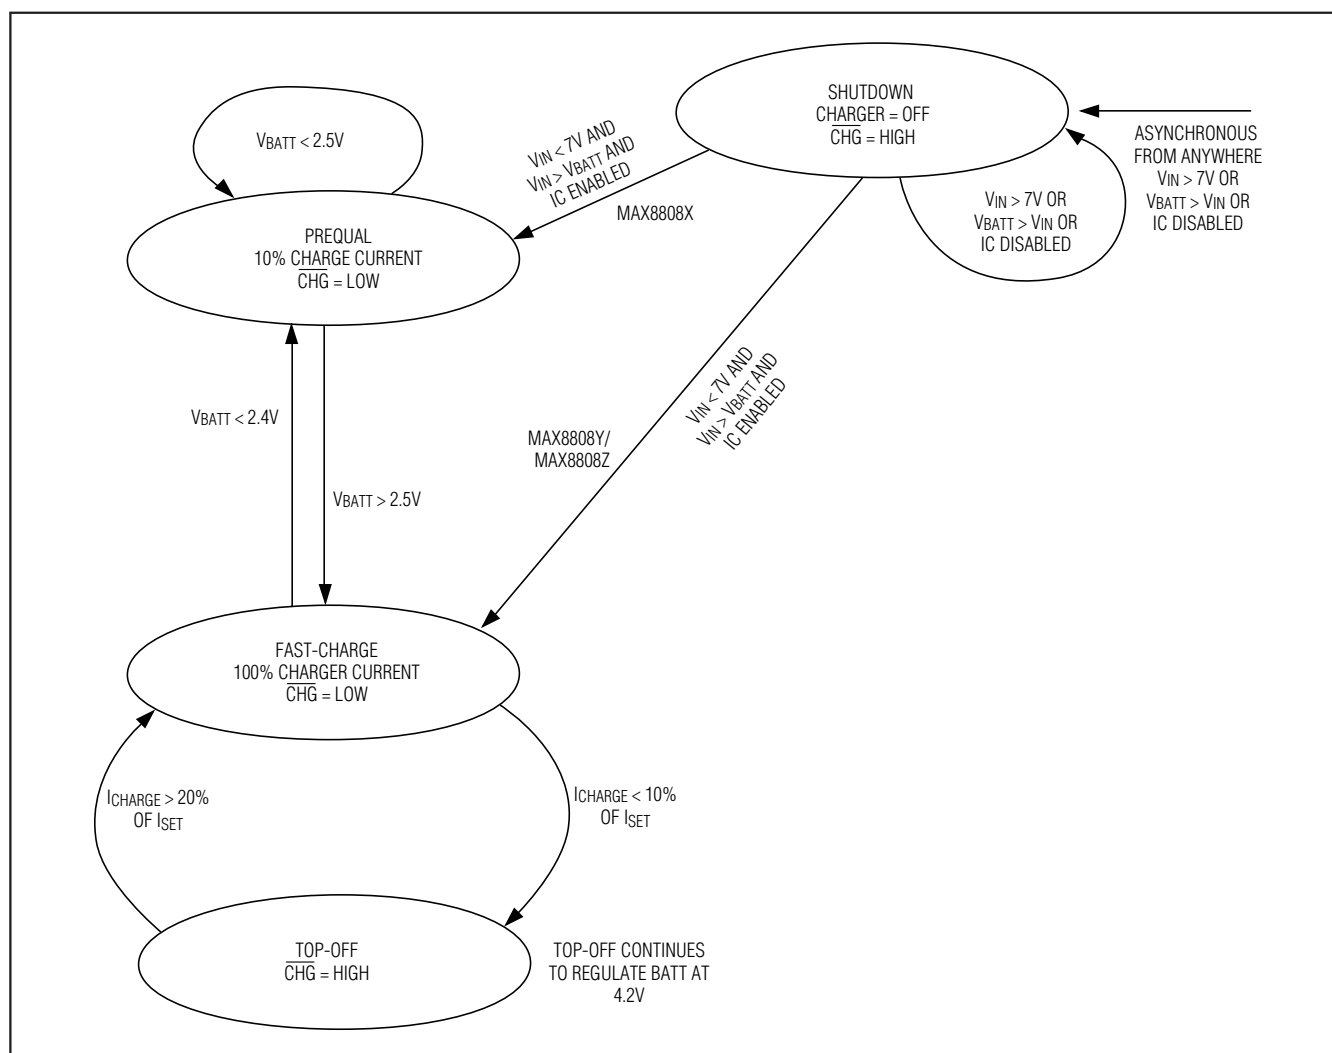 SHUTDOWN
CHARGER = OFF
CHG = HIGH
ASYNCHRONOUS
FROM ANYWHERE
VIN > 7V OR
VBATT > VIN OR
IC DISABLED
VIN > 7V OR
VBATT > VIN OR
IC DISABLED
VBATT < 2.5V
VIN < 7V AND
VIN > VBATT AND
IC ENABLED
MAX8808X
PREQUAL
10% CHARGE CURRENT
CHG = LOW
VIN < 7V AND
VIN > VBATT AND
IC ENABLED
MAX8808Y/
MAX8808Z
VBATT < 2.4V
VBATT > 2.5V
FAST-CHARGE
100% CHARGER CURRENT
CHG = LOW
ICHARGE > 20%
OF ISET
ICHARGE < 10%
OF ISET
TOP-OFF
CHG = HIGH
TOP-OFF CONTINUES
TO REGULATE BATT AT
4.2V